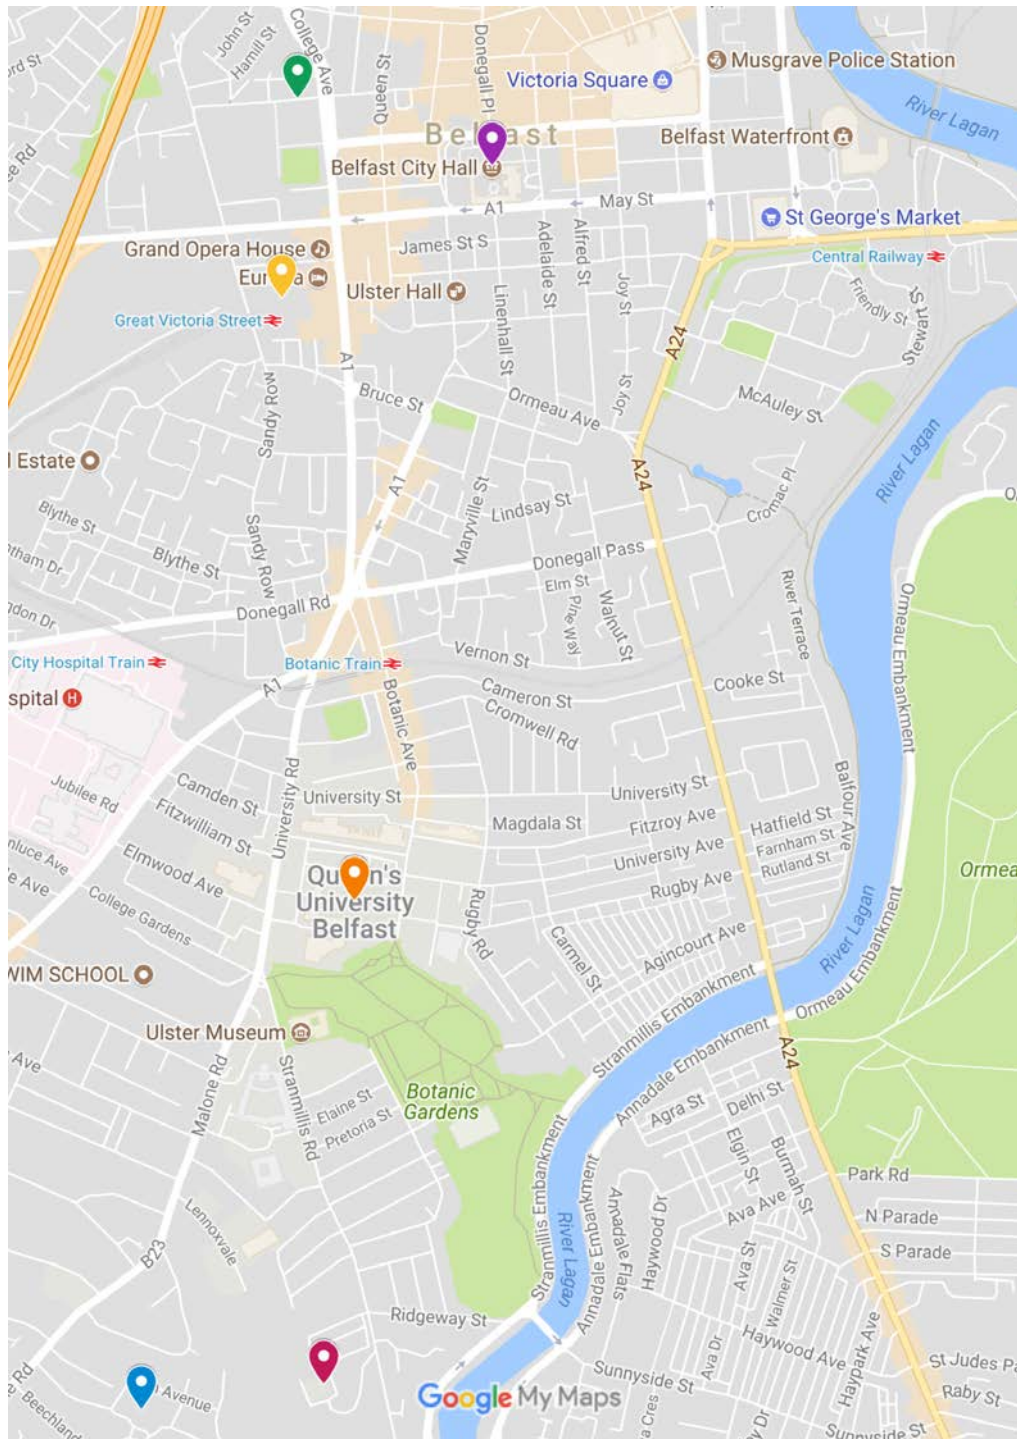 John St
Hamill St
College Ave
Queen St
Donegall Pl
Victoria Square
Musgrave Police Station
River Lagan
Belfast Waterfront
Belfast City Hall
A1
May St
St George's Market
Grand Opera House
James St S
Adelaide St
Alfred St
Central Railway
Ulster Hall
Linenhall St
Joy St
Friendly St
Stewart St
Great Victoria Street
A1
A24
Sandy Row
Bruce St
Ormeau Ave
Joy St
McAuley St
Estate
A1
A24
River Lagan
Maryville St
Lindsay St
Cromac Pl
Blythe St
Blythe St
Sandy Row
Donegall Pass
Elm St
Pine Way
Walnut St
River Terrace
Ormeau Embankment
Donegall Rd
City Hospital Train
Botanic Train
Vernon St
A1
Botanic Ave
Cameron St
Cromwell Rd
Cooke St
Jubilee Rd
Camden St
Fitzwilliam St
University Rd
University St
University St
Magdala St
Fitzroy Ave
Hatfield St
Farnham St
Rutland St
Balfour Ave
Elmwood Ave
University Ave
College Gardens
University
Belfast
Rugby Rd
Rugby Ave
Carmel St
Agincourt Ave
River Lagan
Ormeau Embankment
SWIM SCHOOL
Stranmillis Embankment
Ulster Museum
Annadale Embankment
A24
Malone Rd
Stranmillis Rd
Elaine St
Pretoria St
Botanic
Gardens
Agra St
Delhi St
Elgin St
Burmah St
Park Rd
Lennoxvale
B23
Stranmillis Embankment
River Lagan
Annadale Embankment
Annadale Flats
Haywood Dr
Ava Ave
N Parade
S Parade
Ava St
Walmer St
Ridgeway St
Ava Dr
Haywood Ave
Haypark Ave
Sunnyside St
St Judes
Raby St
Avenue
Google My Maps
Sunnyside St